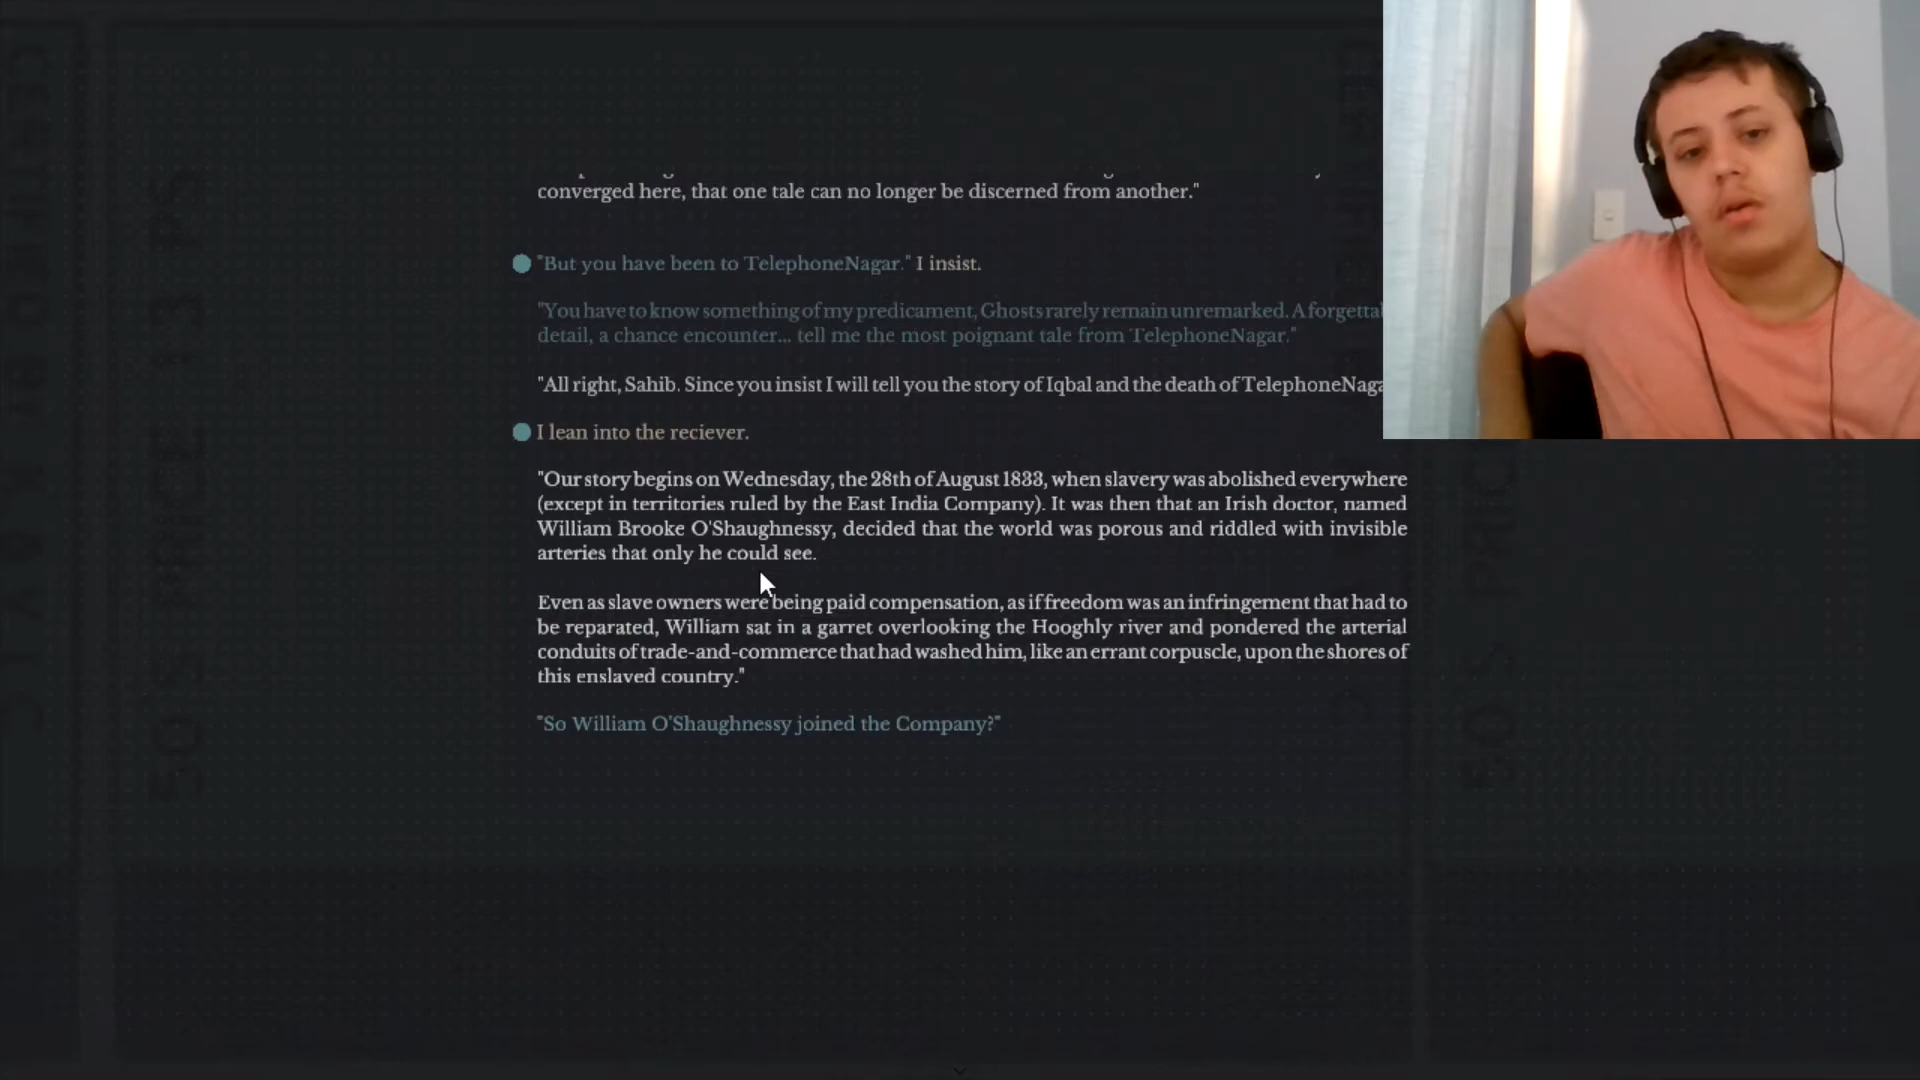 converged here, that one tale can no longer be discerned from another."
"But you have been to TelephoneNagar." I insist.
"You have to know something of my predicament, Ghosts rarely remain unremarked. A forgettal
detail, a chance encounter... tell me the most poignant tale from TelephoneNagar."
"All right, Sahib. Since you insist I will tell you the story of Iqbal and the death of TelephoneNaga
I lean into the reciever.
"Our story begins on Wednesday, the 28th of August 1833, when slavery was abolished everywhere
(except in territories ruled by the East India Company). It was then that an Irish doctor, named
William Brooke O'Shaughnessy, decided that the world was porous and riddled with invisible
arteries that only he could see.
Even as slave owners were being paid compensation, as if freedom was an infringement that had to
be reparated, William sat in a garret overlooking the Hooghly river and pondered the arterial
conduits of trade-and-commerce that had washed him, like an errant corpuscle, upon the shores of
this enslaved country."
"So William O'Shaughnessy joined the Company?"